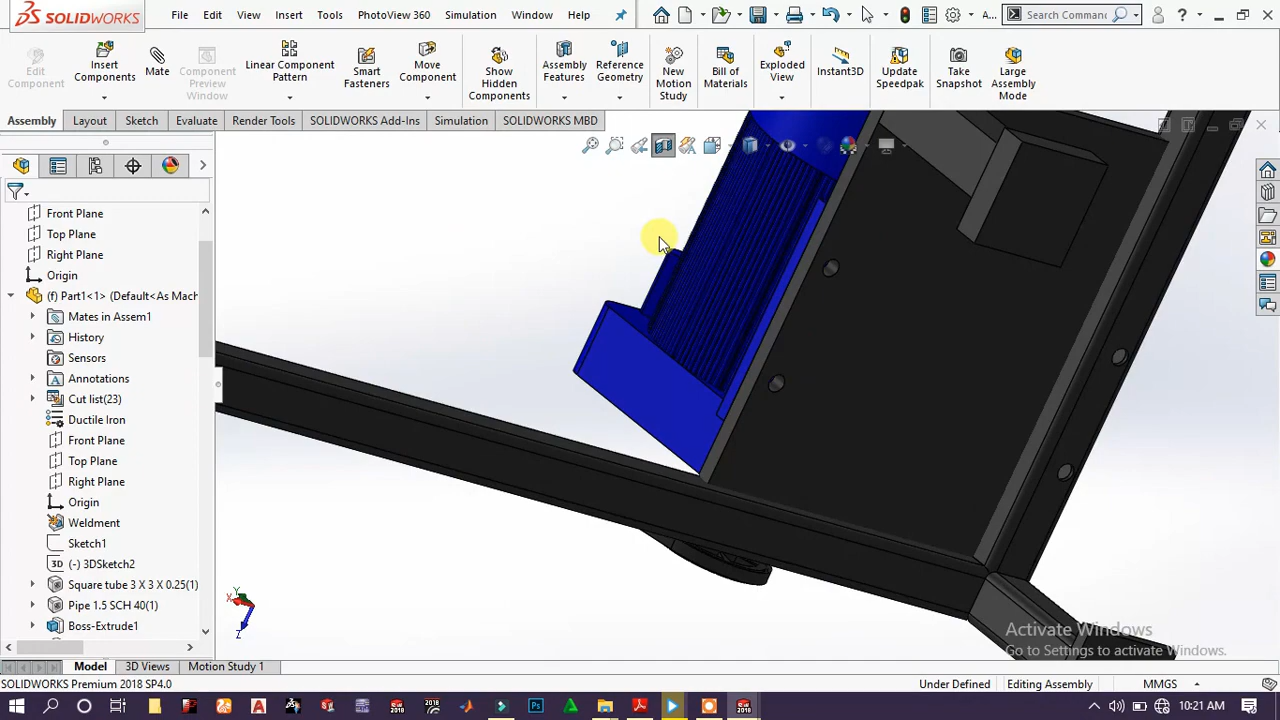 SOLIDWORKS File Edit View Insert Tools PhotoView 360 Simulation Window Help A... Search Comman ?
Edit Component Insert Components Mate Component Preview Window Linear Component Pattern Smart Fasteners Move Component Show Hidden Components Assembly Features Reference Geometry New Motion Study Bill of Materials Exploded View Instant3D Update Speedpak Take Snapshot Large Assembly Mode
Assembly Layout Sketch Evaluate Render Tools SOLIDWORKS Add-Ins Simulation SOLIDWORKS MBD
Front Plane
Top Plane
Right Plane
Origin
(f) Part1<1> (Default<As Mach
Mates in Assem1
History
Sensors
Annotations
Cut list(23)
Ductile Iron
Front Plane
Top Plane
Right Plane
Origin
Weldment
Sketch1
3D (-) 3DSketch2
Square tube 3 X 3 X 0.25(1)
Pipe 1.5 SCH 40(1)
Boss-Extrude1
Y
X
Z
Activate Windows
Go to Settings to activate Windows.
Model 3D Views Motion Study 1
SOLIDWORKS Premium 2018 SP4.0 Under Defined Editing Assembly MMGS
10:21 AM